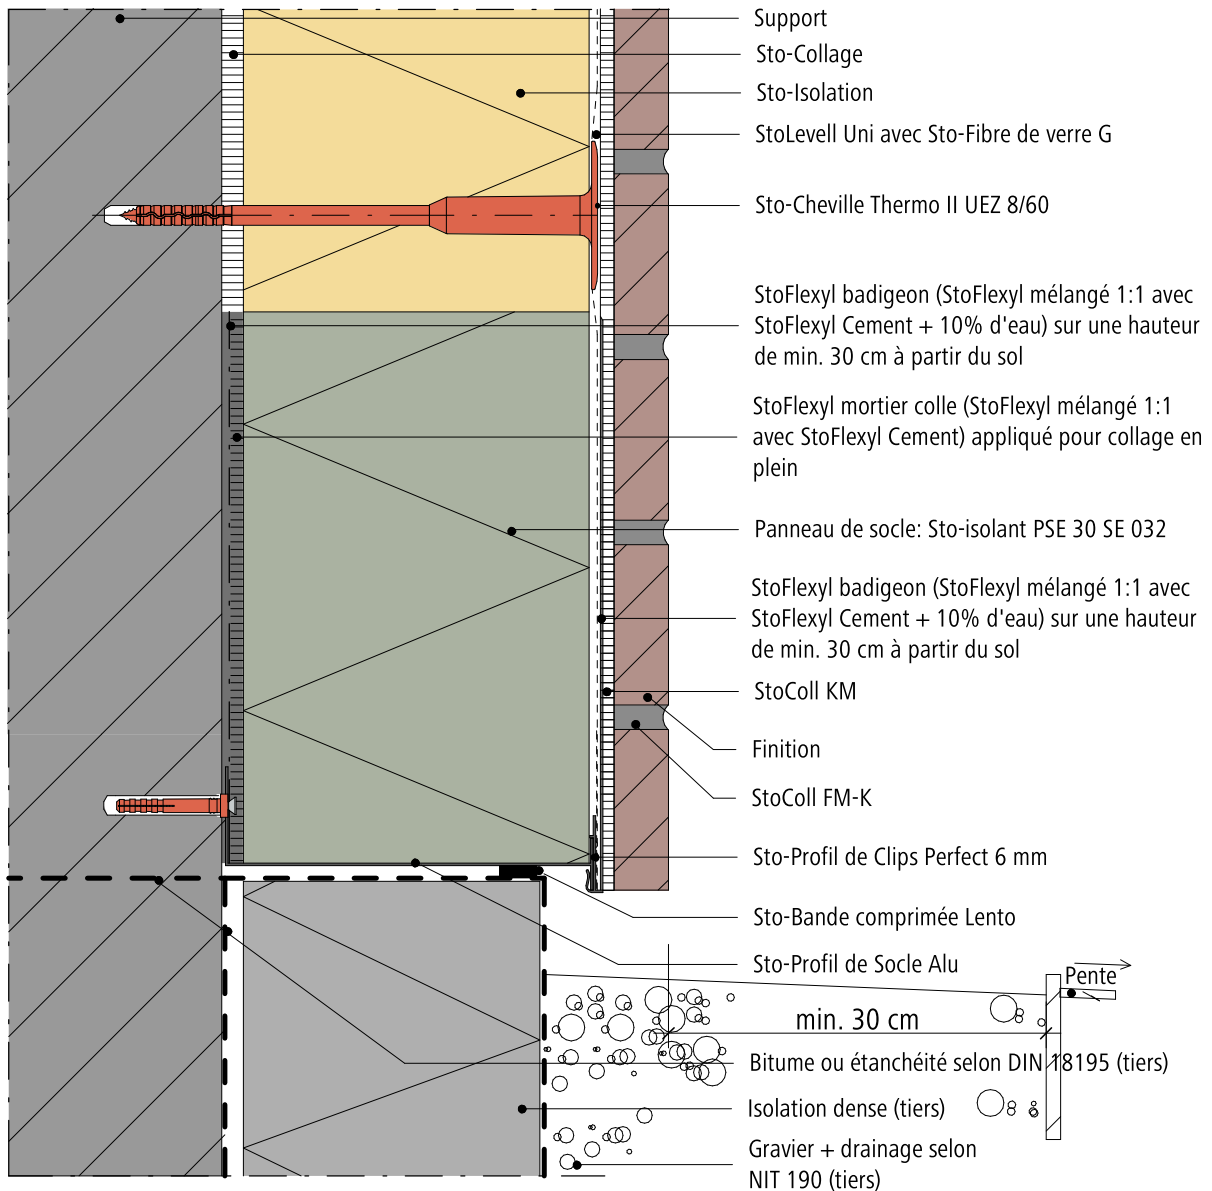 Support
Sto-Collage
Sto-Isolation
StoLevell Uni avec Sto-Fibre de verre G
Sto-Cheville Thermo II UEZ 8/60
StoFlexyl badigeon (StoFlexyl mélangé 1:1 avec
StoFlexyl Cement + 10% d'eau) sur une hauteur
de min. 30 cm à partir du sol
StoFlexyl mortier colle (StoFlexyl mélangé 1:1
avec StoFlexyl Cement) appliqué pour collage en
plein
Panneau de socle: Sto-isolant PSE 30 SE 032
StoFlexyl badigeon (StoFlexyl mélangé 1:1 avec
StoFlexyl Cement + 10% d'eau) sur une hauteur
de min. 30 cm à partir du sol
StoColl KM
Finition
StoColl FM-K
Sto-Profil de Clips Perfect 6 mm
Sto-Bande comprimée Lento
Sto-Profil de Socle Alu
Pente
min. 30 cm
Bitume ou étanchéité selon DIN 18195 (tiers)
Isolation dense (tiers)
Gravier + drainage selon
NIT 190 (tiers)